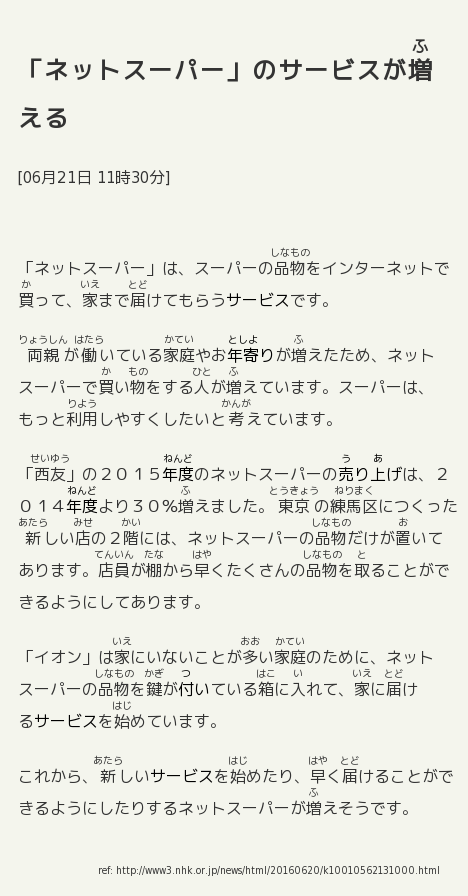 「ネットスーパー」のサービスが増
える
[06月21日 11時30分]
「ネットスーパー」は、スーパーの品物をインターネットで
買って、家まで届けてもらうサービスです。
両親が働いている家庭やお年寄りが増えたため、ネット
スーパーで買い物をする人が増えています。スーパーは、
もっと利用しやすくしたいと考えています。
「西友」の２０１５年度のネットスーパーの売り上げは、２
０１４年度より３０％増えました。東京の練馬区につくった
新しい店の２階には、ネットスーパーの品物だけが置いて
あります。店員が棚から早くたくさんの品物を取ることがで
きるようにしてあります。
「イオン」は家にいないことが多い家庭のために、ネット
スーパーの品物を鍵が付いている箱に入れて、家に届け
るサービスを始めています。
これから、新しいサービスを始めたり、早く届けることがで
きるようにしたりするネットスーパーが増えそうです。
ref: http://www3.nhk.or.jp/news/html/20160620/k10010562131000.html